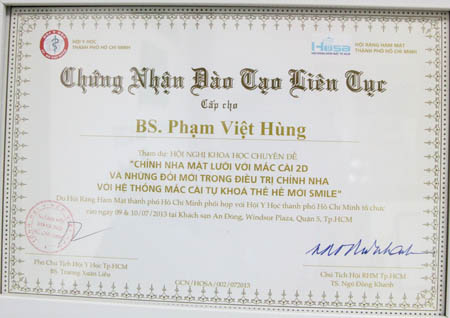 HỘI Y HỌC
THÀNH PHỐ HỒ CHÍ MINH
Hosa
HỘI RĂNG HÀM MẶT
THÀNH PHỐ HỒ CHÍ MINH
Chứng Nhận Đào Tạo Liên Tục
Cấp cho
BS. Phạm Việt Hùng
Tham dự: HỘI NGHỊ KHOA HỌC CHUYÊN ĐỀ
"CHỈNH NHA MẶT LƯỠI VỚI MẮC CÀI 2D
VÀ NHỮNG ĐỔI MỚI TRONG ĐIỀU TRỊ CHỈNH NHA
VỚI HỆ THỐNG MẮC CÀI TỰ KHOÁ THẾ HỆ MỚI SMILE"
Do Hội Răng Hàm Mặt thành phố Hồ Chí Minh phối hợp với Hội Y Học thành phố Hồ Chí Minh tổ chức
vào ngày 09 & 10/07/2013 tại Khách sạn An Đông, Windsor Plaza, Quận 5, Tp.HCM
Phó Chủ Tịch Hội Y Học Tp.HCM
BS. Trương Xuân Liễu
Chủ Tịch Hội RHM Tp.HCM
TS. Ngô Đồng Khanh
GCN/HOSA/002/072013